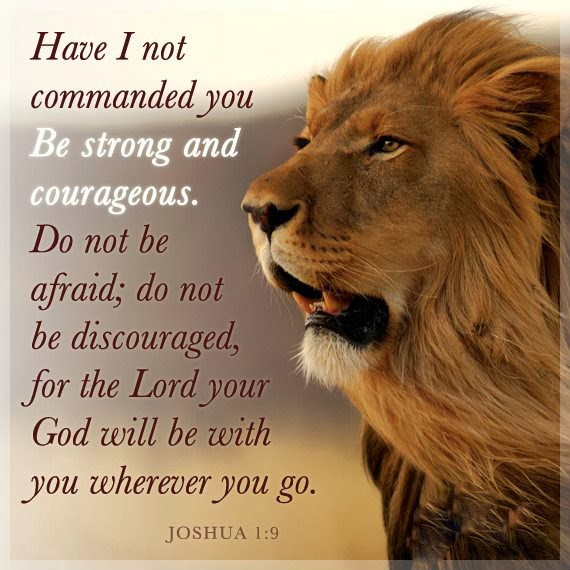 Have I not
commanded you
Be strong and
courageous.
Do not be
afraid; do not
be discouraged,
for the Lord your
God will be with
you wherever you go.
JOSHUA 1:9